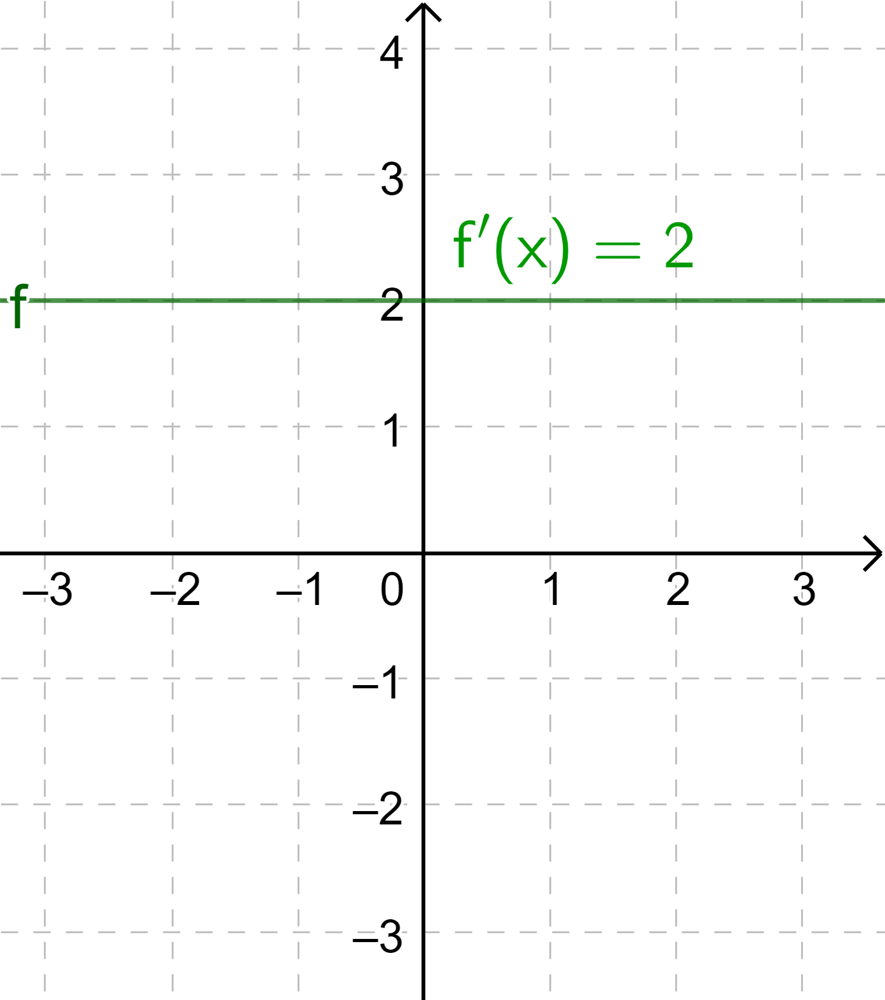 4
3
f′(x) = 2
f
2
1
–3 –2 –1 0 1 2 3
–1
–2
–3